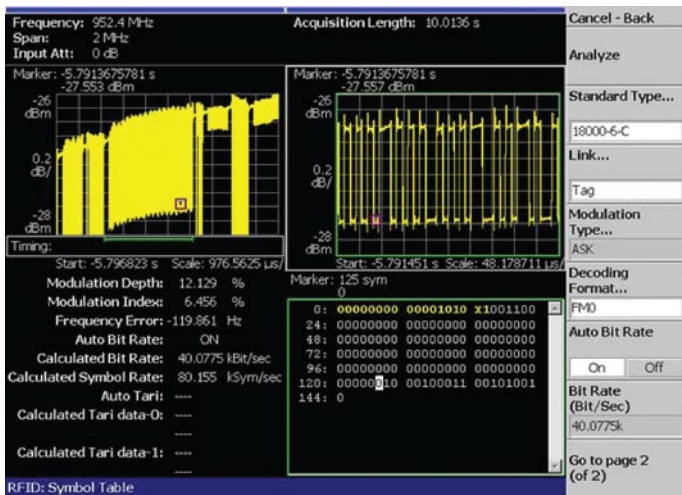 Frequency: 952.4 MHz
Span: 2 MHz
Input Att: 0 dB
Acquisition Length: 10.0136 s
Cancel - Back
Analyze
Standard Type...
18000-6-C
Link...
Tag
Modulation
Type...
ASK
Decoding
Format...
FM0
Auto Bit Rate
On Off
Bit Rate
(Bit/Sec)
40.0775k
Go to page 2
(of 2)
Marker: -5.7913675781 s
-27.553 dBm
-26
dBm
0.2
dB/
-28
dBm
Timing:
Start: -5.796823 s Scale: 976.5625 µs/
Marker: -5.7913675781 s
-27.557 dBm
-26
dBm
0.2
dB/
-28
dBm
Start: -5.791451 s Scale: 48.178711 µs/
Modulation Depth: 12.129 %
Modulation Index: 6.456 %
Frequency Error: -119.861 Hz
Auto Bit Rate: ON
Calculated Bit Rate: 40.0775 kBit/sec
Calculated Symbol Rate: 80.155 kSym/sec
Auto Tari: ----
Calculated Tari data-0: ----
----
Calculated Tari data-1: ----
----
Marker: 125 sym
0
0: 00000000 00001010 X1001100
24: 00000000 00000000 00000000
48: 00000000 00000000 00000000
72: 00000000 00000000 00000000
96: 00000000 00000000 00000000
120: 00000010 00100011 00101001
144: 0
RFID: Symbol Table